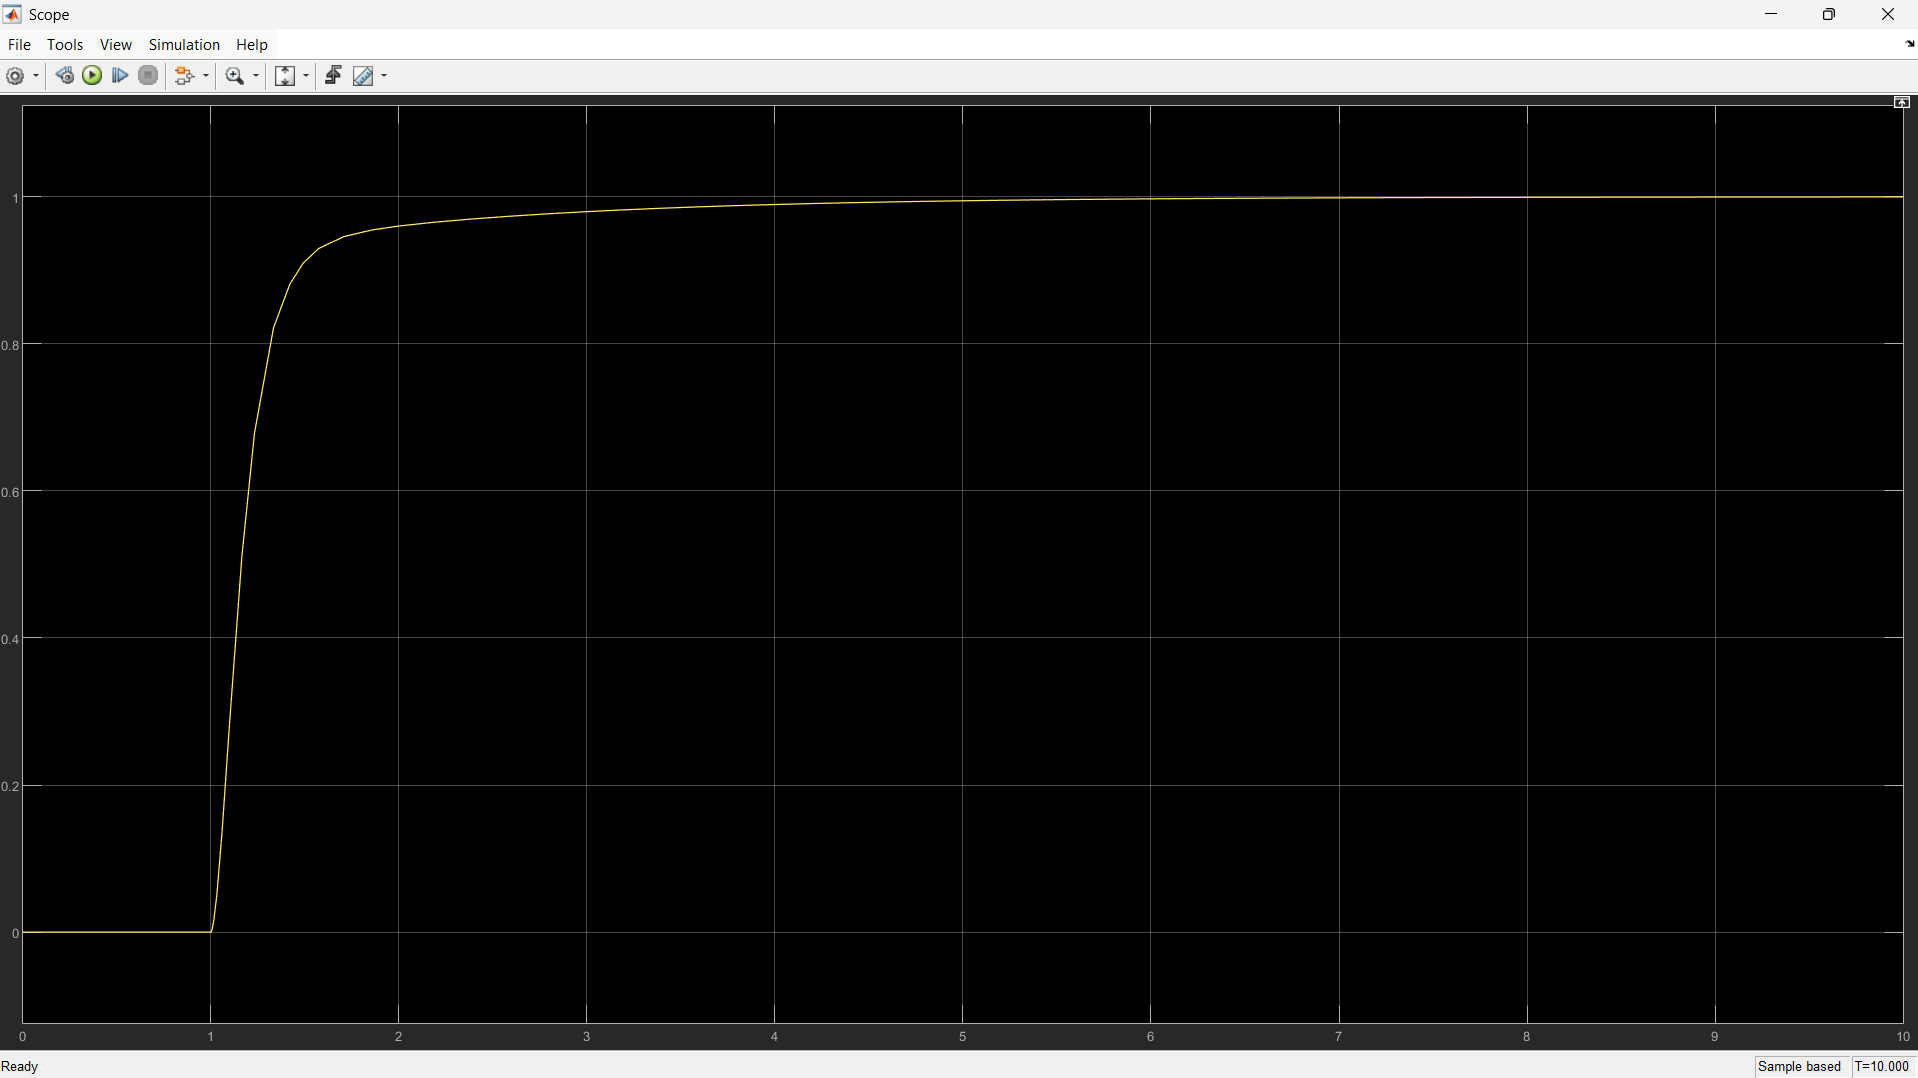 Scope
File Tools View Simulation Help
1
0.8
0.6
0.4
0.2
0
0 1 2 3 4 5 6 7 8 9 10
Ready
Sample based T=10.000